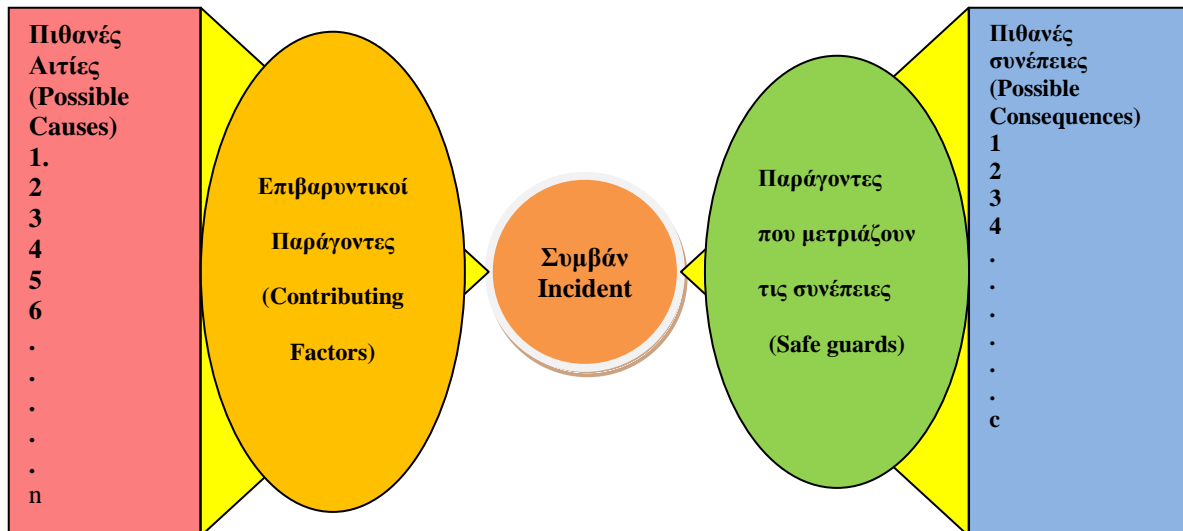 Πιθανές
Αιτίες
(Possible
Causes)
1.
2
3
4
5
6
.
.
.
.
.
n
Επιβαρυντικοί
Παράγοντες
(Contributing
Factors)
Συμβάν
Incident
Παράγοντες
που μετριάζουν
τις συνέπειες
(Safe guards)
Πιθανές
συνέπειες
(Possible
Consequences)
1
2
3
4
.
.
.
.
.
.
c